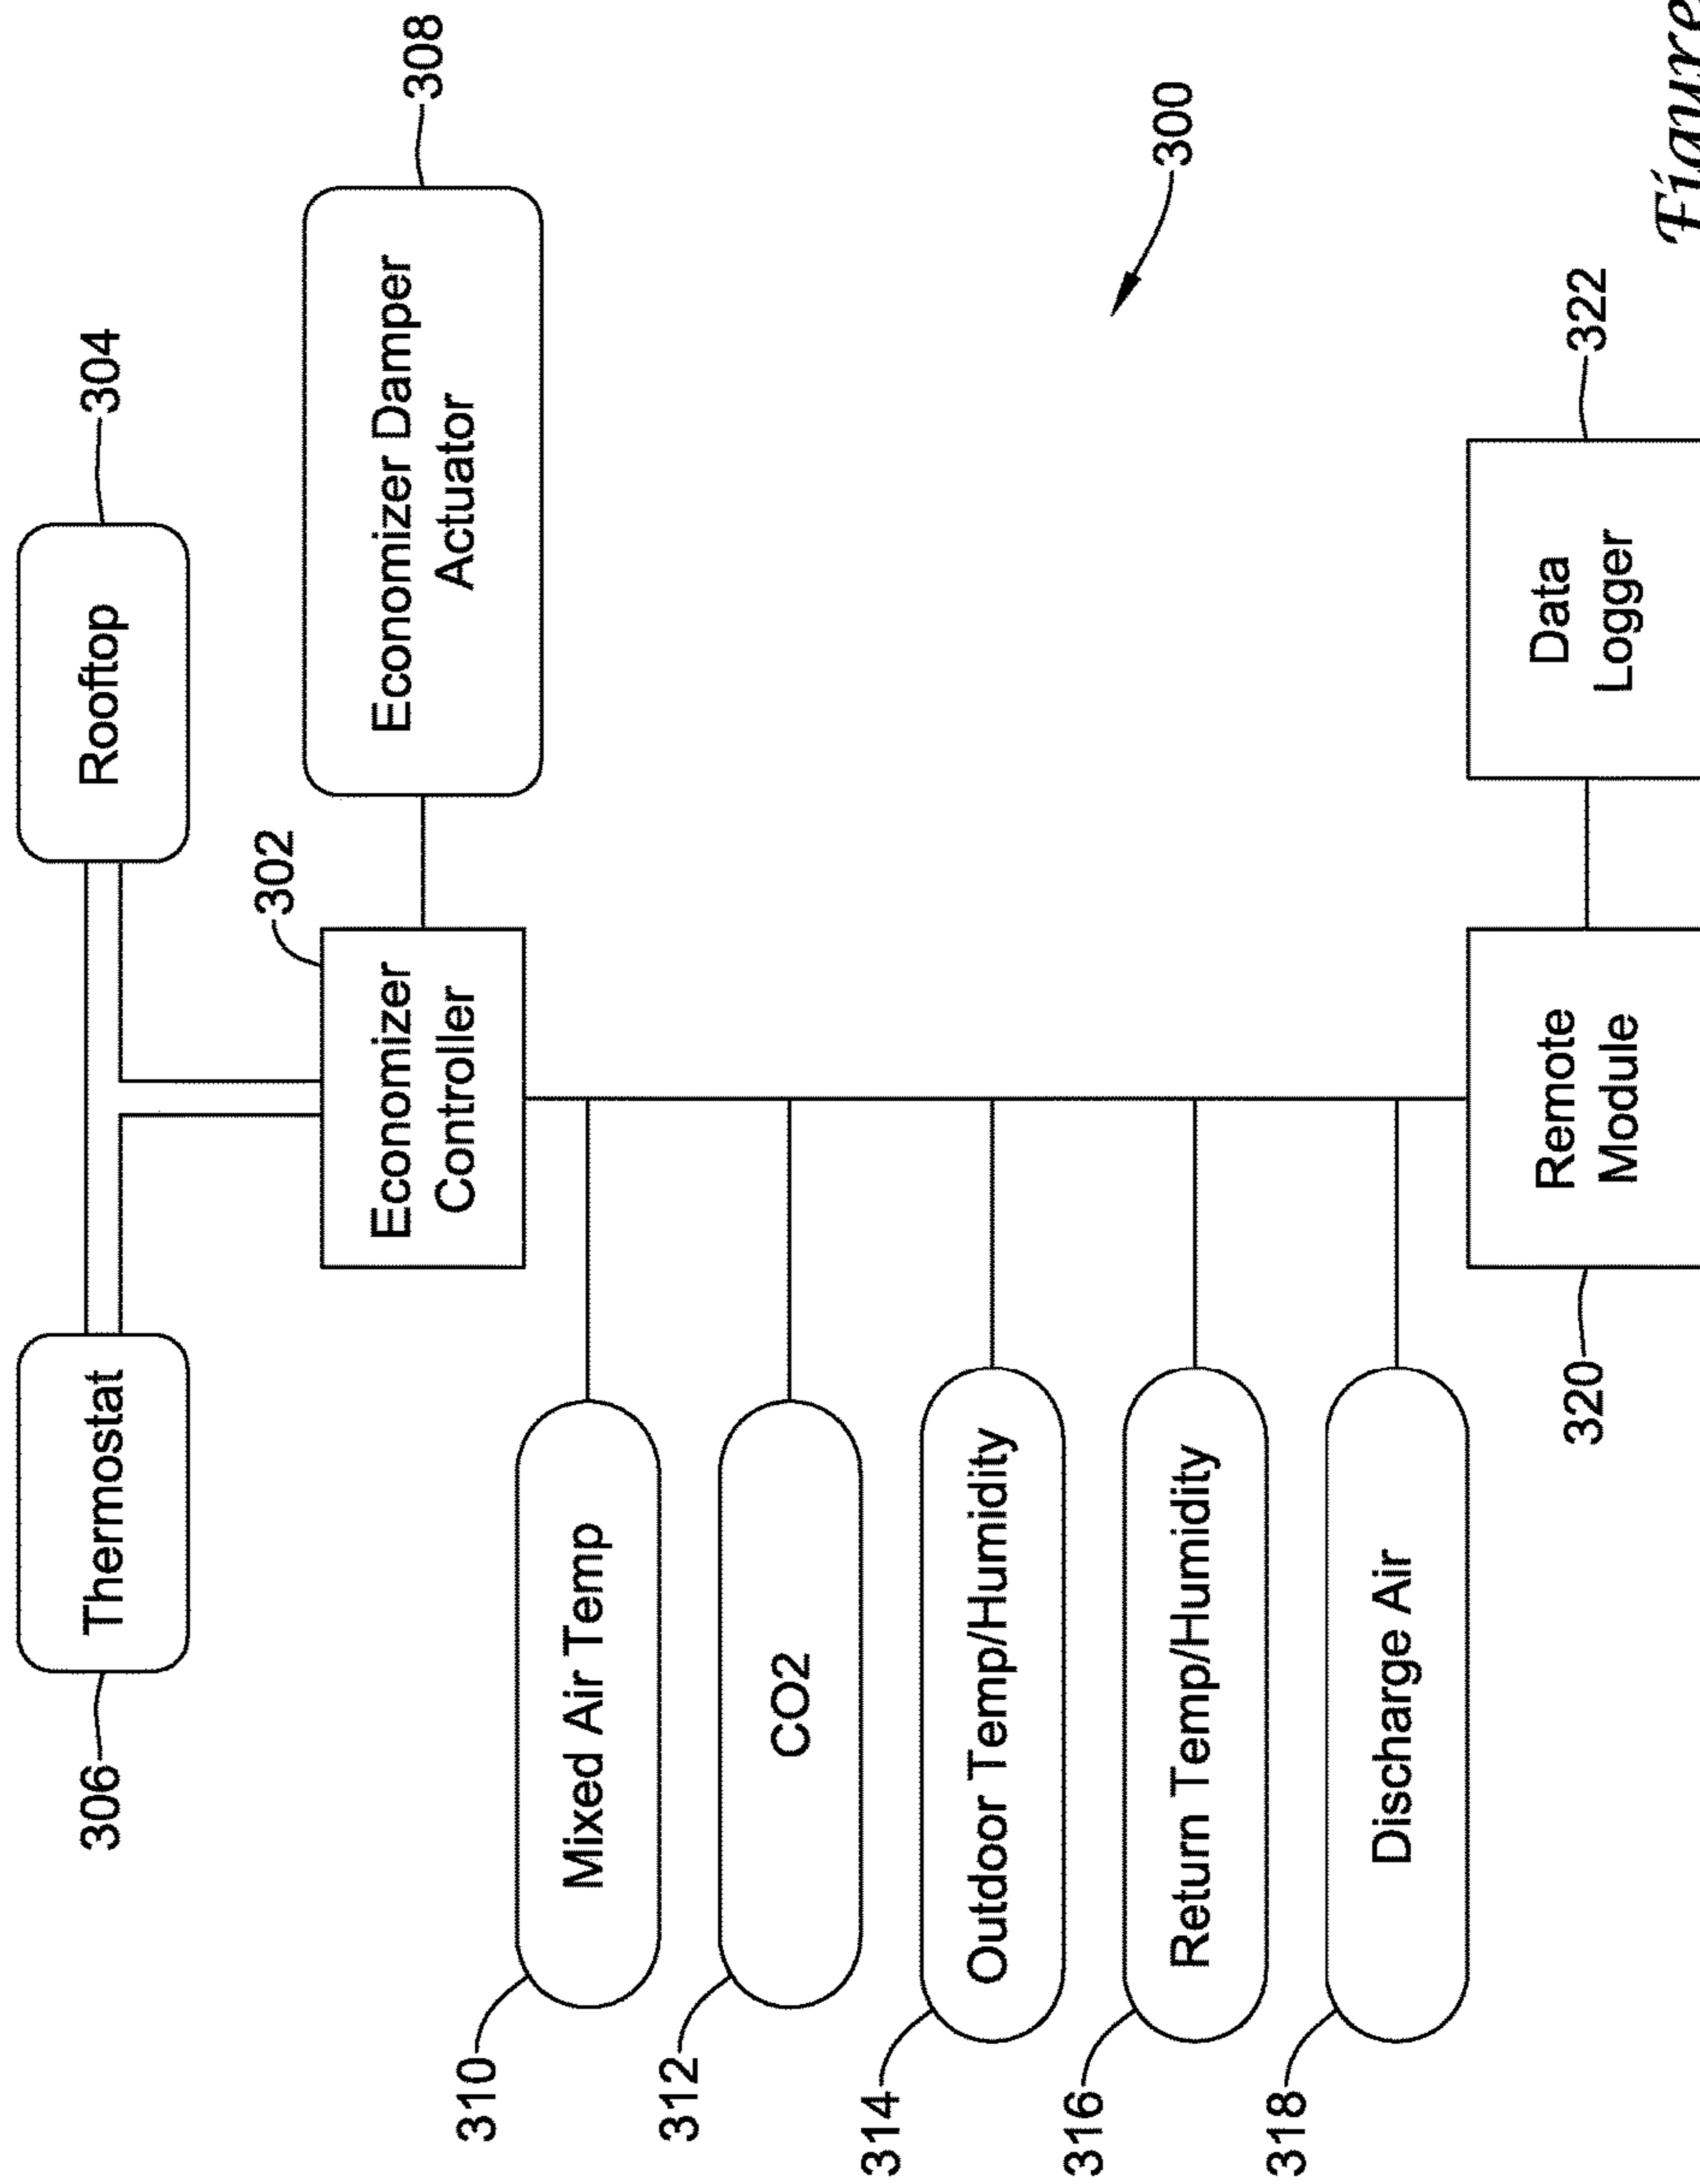 306
Thermostat
Rooftop
304
302
Economizer
Controller
Economizer Damper
Actuator
308
310
Mixed Air Temp
312
CO2
300
314
Outdoor Temp/Humidity
316
Return Temp/Humidity
318
Discharge Air
320
Remote
Module
Data
Logger
322
Figure